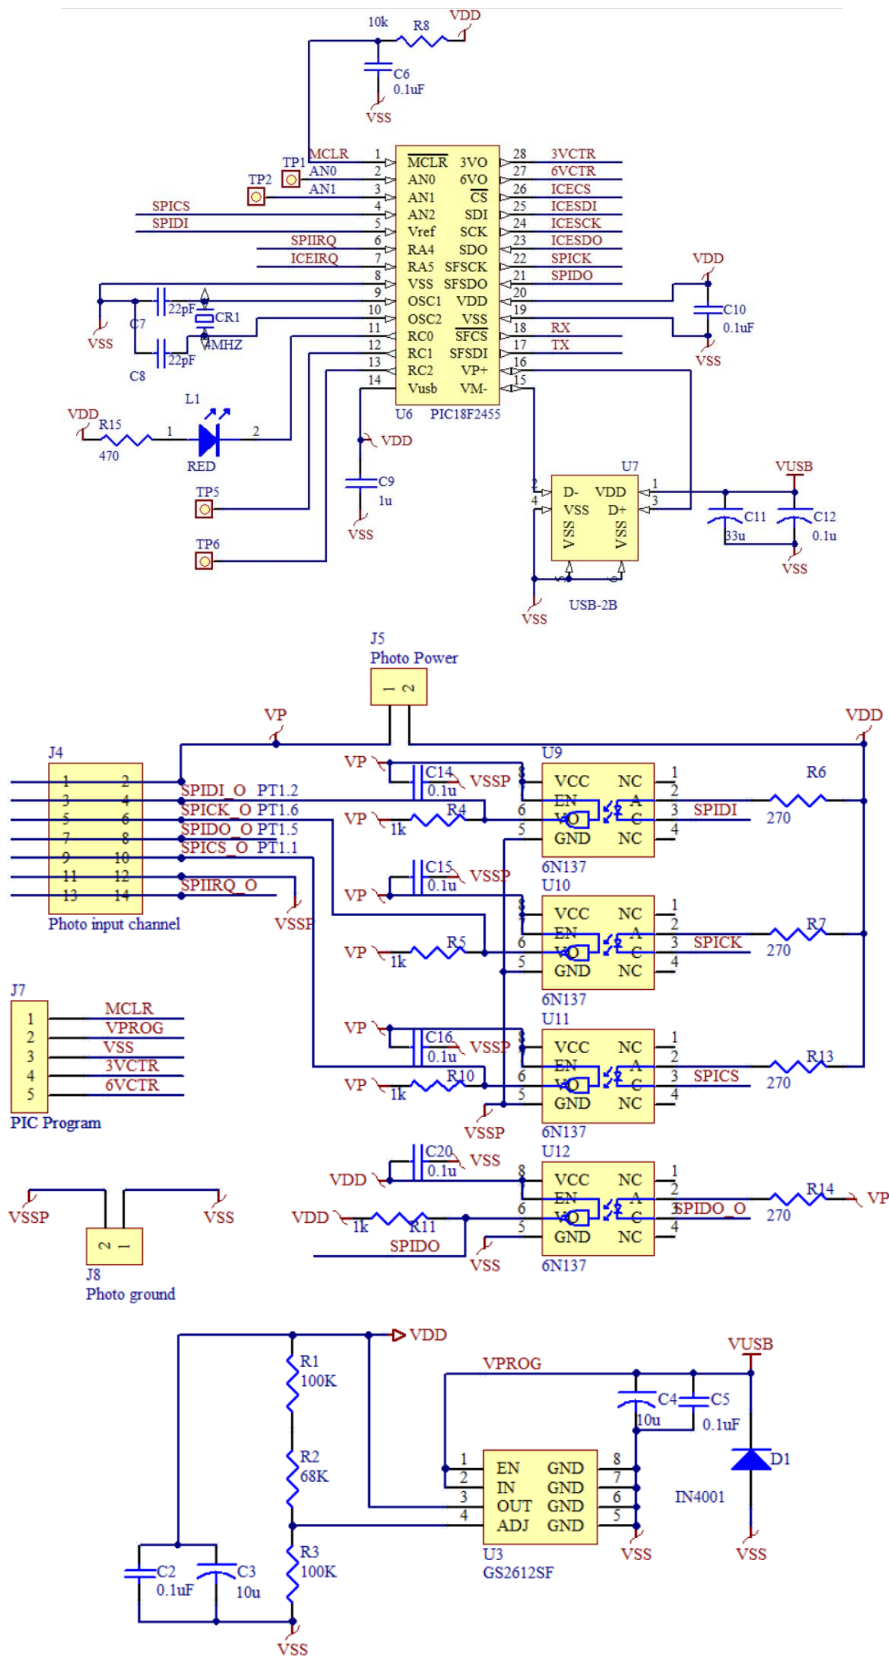 10k R8 VDD
C6
0.1uF
VSS
TP1 MCLR 1 MCLR 3VO 28 3VCTR
TP2 AN0 2 AN0 6VO 27 6VCTR
AN1 3 AN1 CS 26 ICECS
SPICS 4 AN2 SDI 25 ICESDI
SPIDI 5 Vref SCK 24 ICESCK
SPIIRQ 6 RA4 SDO 23 ICESDO
ICEIRQ 7 RA5 SFSCK 22 SPICK
8 VSS SFSDO 21 SPIDO
9 OSC1 VDD 20
10 OSC2 VSS 19
11 RC0 SFCS 18 RX
12 RC1 SFSDI 17 TX
13 RC2 VP+ 16
14 Vusb VM- 15
U6 PIC18F2455
VDD
C10
0.1uF
VSS
C7 22pF CR1
VSS 4MHZ
C8 22pF
L1
VDD R15 1 2
470 RED
VDD
C9
1u
VSS
TP5
TP6
U7
VUSB
2 D- VDD 1
4 VSS D+ 3
VSS VSS
5 6
C11 C12
33u 0.1u
VSS
VSS USB-2B
J5
Photo Power
1 2
VP VDD
J4
1 2
3 4 SPIDI_O PT1.2
5 6 SPICK_O PT1.6
7 8 SPIDO_O PT1.5
9 10 SPICS_O PT1.1
11 12
13 14 SPIIRQ_O
VSSP
Photo input channel
U9
VP C14 VSSP 8 VCC NC 1
0.1u 7 EN A 2 R6
VP R4 6 VO C 3 SPIDI 270
1k 5 GND NC 4
6N137
U10
C15 VSSP
VP 0.1u 8 VCC NC 1
7 EN A 2 R7
VP R5 6 VO C 3 SPICK 270
1k 5 GND NC 4
6N137
U11
VP C16 VSSP 8 VCC NC 1
0.1u 7 EN A 2 R13
VP R10 6 VO C 3 SPICS 270
1k 5 GND NC 4
VSSP
6N137
U12
C20 VSS
VDD 0.1u 8 VCC NC 1
EN A 2 R14 VP
VDD 1k R11 6 VO C 3 SPIDO_O 270
SPIDO 5 GND NC 4
VSS
6N137
J7
1 MCLR
2 VPROG
3 VSS
4 3VCTR
5 6VCTR
PIC Program
VSSP VSS
2 1
J8
Photo ground
VDD
R1
100K
R2
68K
R3
100K
C2 C3
0.1uF 10u
VSS
VPROG VUSB
C4 C5
10u 0.1uF
1 EN GND 8
2 IN GND 7
3 OUT GND 6
4 ADJ GND 5
U3
GS2612SF
VSS
D1
IN4001
VSS